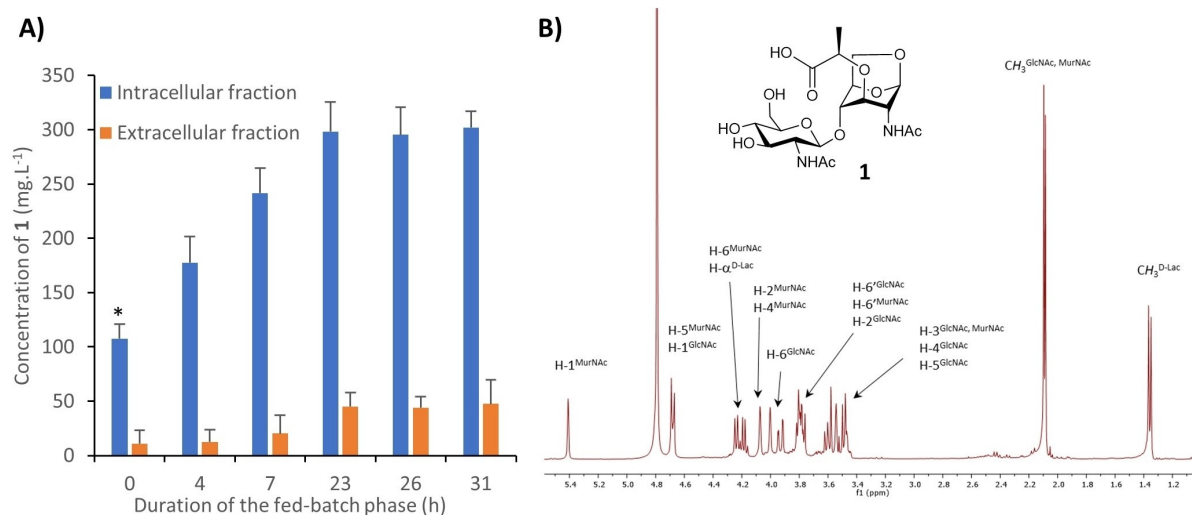 A)
Concentration of 1 (mg.L-1)
350
300
250
200
150
100
50
0
Intracellular fraction
Extracellular fraction
*
0 4 7 23 26 31
Duration of the fed-batch phase (h)
B)
HO
O
O
O
O
OH
O
NHAc
HO
HO
O
O
NHAc
1
CH3GlcNAc, MurNAc
H-6MurNAc
H-αD-Lac
H-2MurNAc
H-4MurNAc
H-6′GlcNAc
H-6′MurNAc
H-2GlcNAc
CH3D-Lac
H-5MurNAc
H-1GlcNAc
H-3GlcNAc, MurNAc
H-4GlcNAc
H-5GlcNAc
H-1MurNAc
H-6GlcNAc
5.4 5.2 5.0 4.8 4.6 4.4 4.2 4.0 3.8 3.6 3.4 3.2 3.0 2.8 2.6 2.4 2.2 2.0 1.8 1.6 1.4 1.2
f1 (ppm)